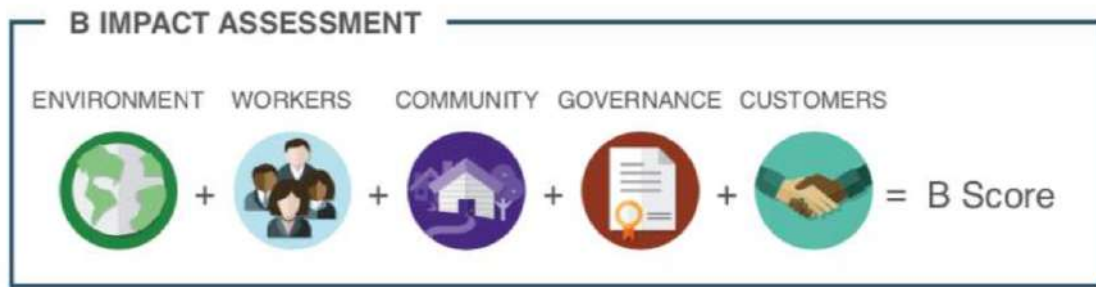 B IMPACT ASSESSMENT
ENVIRONMENT WORKERS COMMUNITY GOVERNANCE CUSTOMERS
+ + + + = B Score